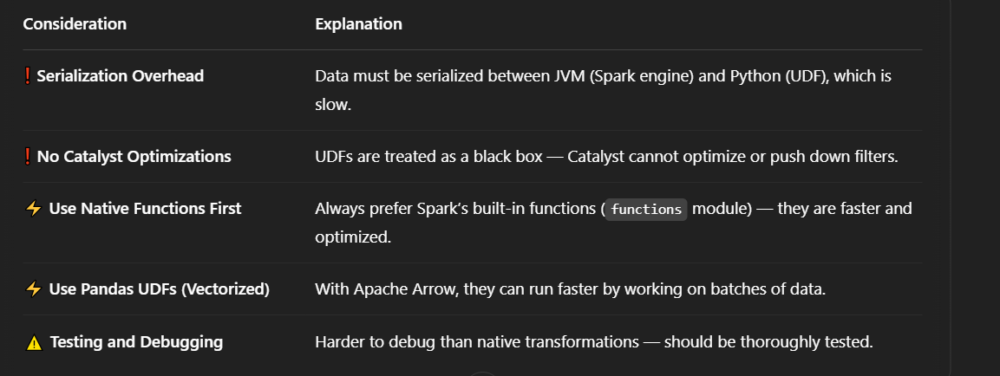 Consideration Explanation
❗ Serialization Overhead Data must be serialized between JVM (Spark engine) and Python (UDF), which is
slow.
❗ No Catalyst Optimizations UDFs are treated as a black box — Catalyst cannot optimize or push down filters.
⚡ Use Native Functions First Always prefer Spark’s built-in functions (functions module) — they are faster and
optimized.
⚡ Use Pandas UDFs (Vectorized) With Apache Arrow, they can run faster by working on batches of data.
⚠️ Testing and Debugging Harder to debug than native transformations — should be thoroughly tested.